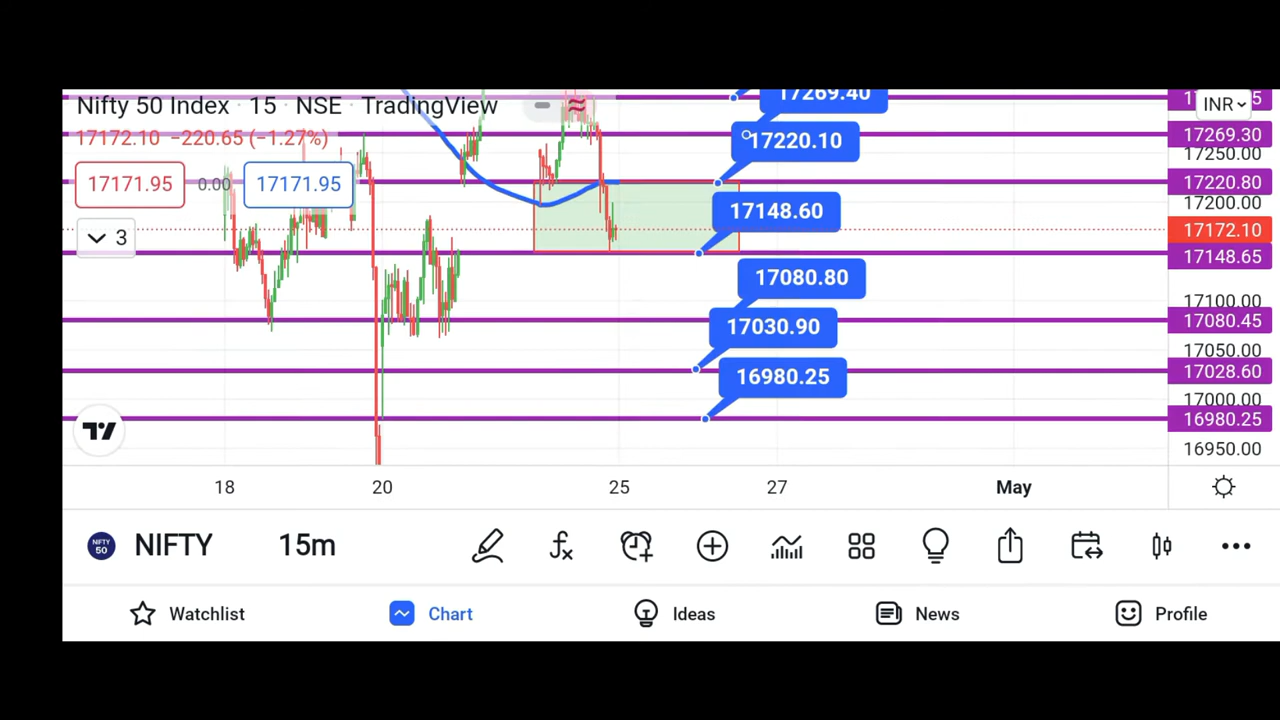 Nifty 50 Index · 15 · NSE · TradingView
17172.10 −220.65 (−1.27%)
17171.95 0.00 17171.95
3
17269.40
17220.10
17148.60
17080.80
17030.90
16980.25
INR
17269.30
17250.00
17220.80
17200.00
17172.10
17148.65
17100.00
17080.45
17050.00
17028.60
17000.00
16980.25
16950.00
18 20 25 27 May
NIFTY 50 NIFTY 15m
Watchlist Chart Ideas News Profile